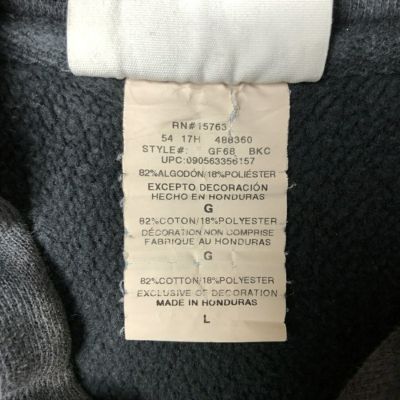 RN#15763
54 17H 488360
STYLE#: GF68 BKC
UPC:090563356157
82%ALGODÓN/18%POLIÉSTER
EXCEPTO DECORACIÓN
HECHO EN HONDURAS
G
82%COTON/18%POLYESTER
DÉCORATION NON COMPRISE
FABRIQUE AU HONDURAS
G
82%COTTON/18%POLYESTER
EXCLUSIVE OF DECORATION
MADE IN HONDURAS
L